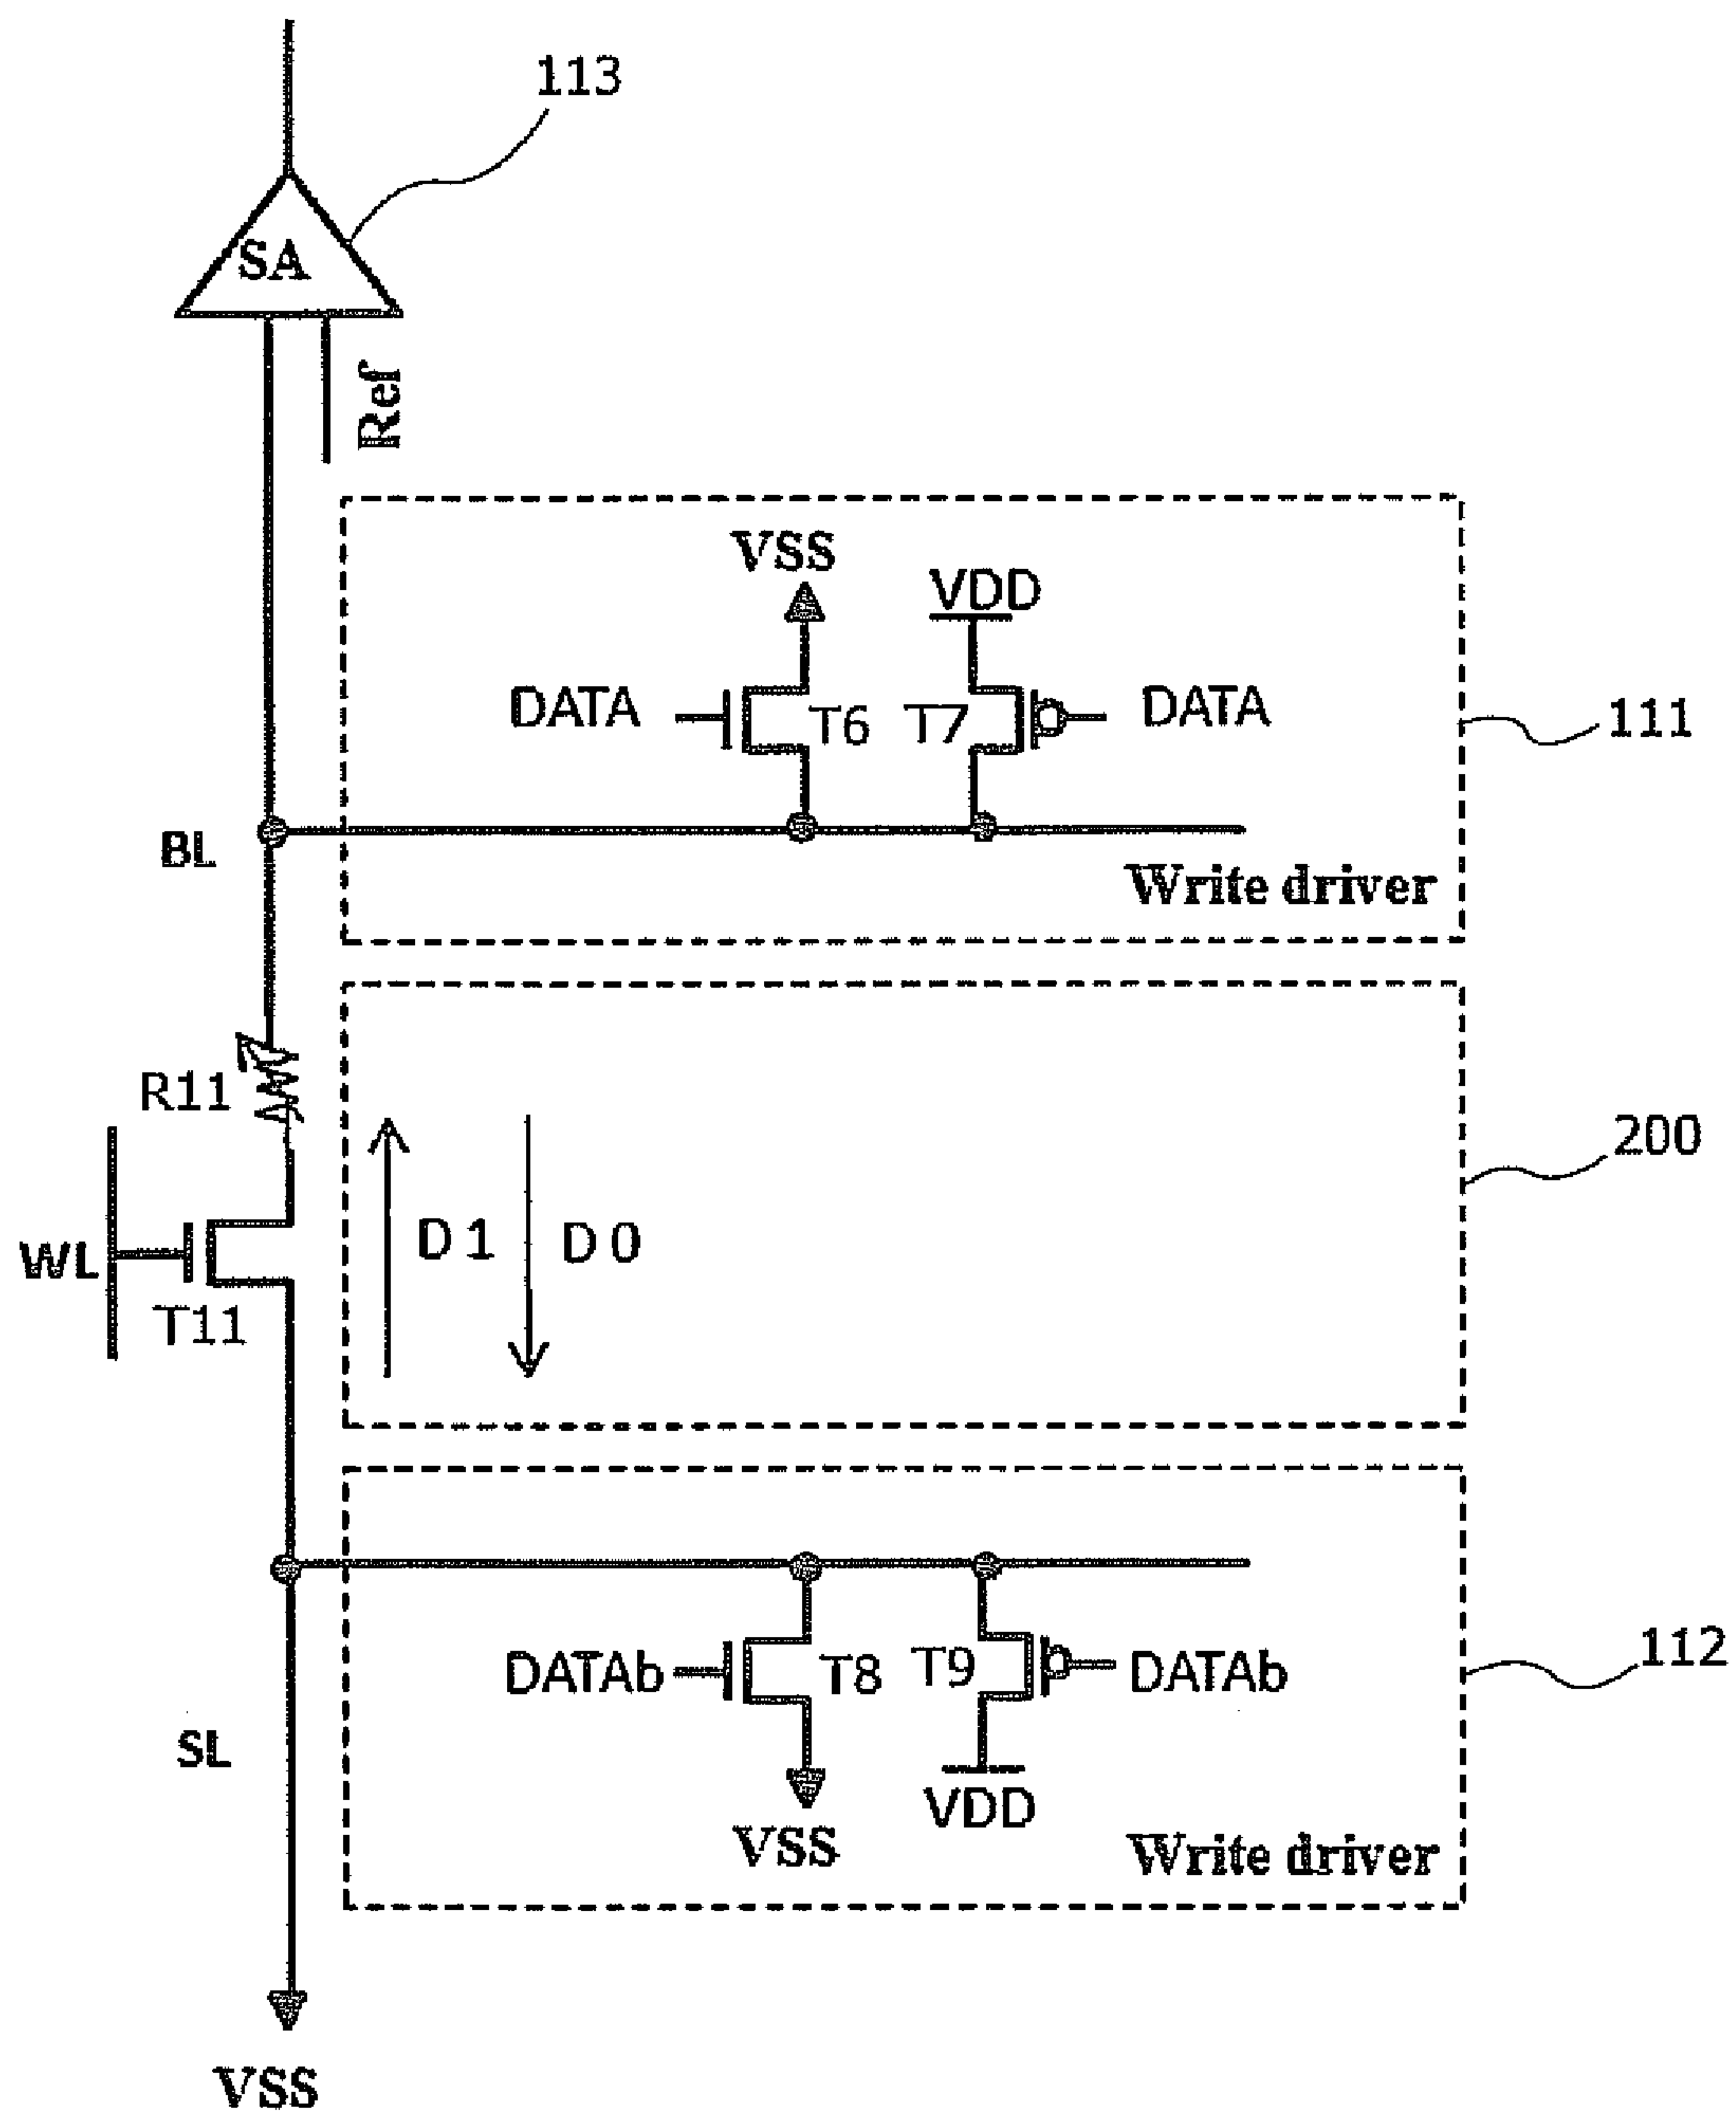 113
SA
Ref
VSS
VDD
DATA
T6
T7
DATA
111
BL
Write driver
R11
200
WL
D1
D0
T11
DATAb
T8
T9
DATAb
112
SL
VSS
VDD
Write driver
VSS